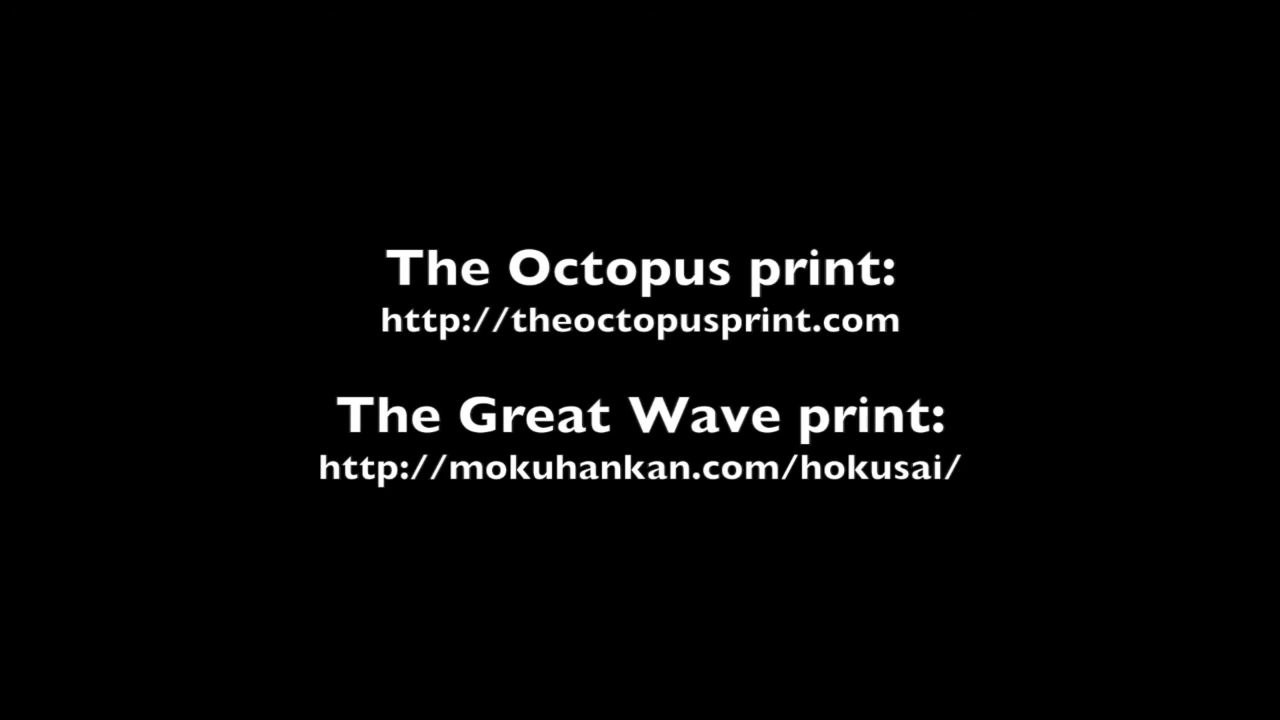 The Octopus print:
http://theoctopusprint.com
The Great Wave print:
http://mokuhankan.com/hokusai/